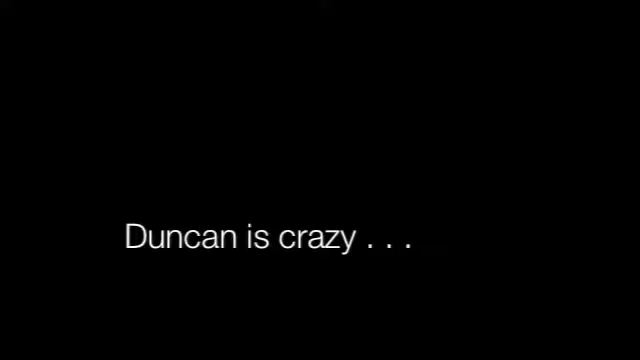 Duncan is crazy . . .